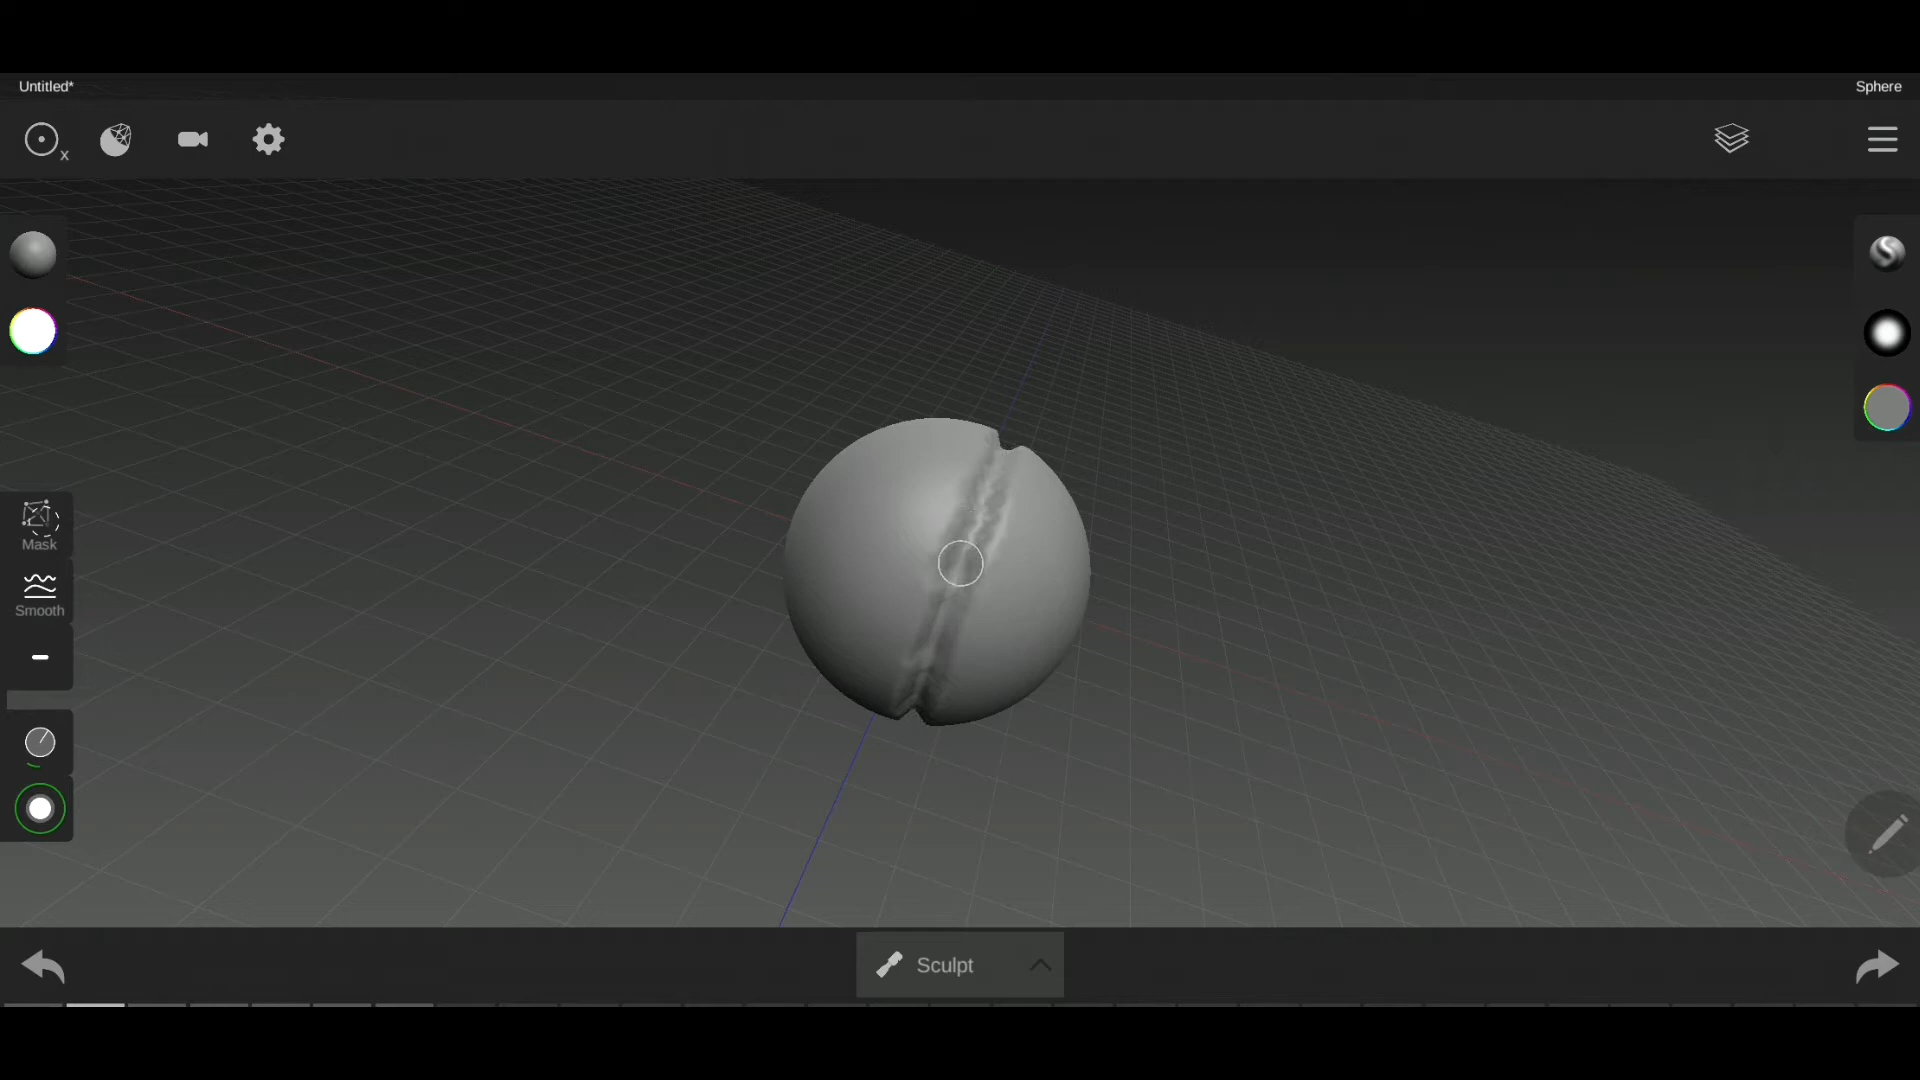 Untitled*
Sphere
x
Mask
Smooth
Sculpt